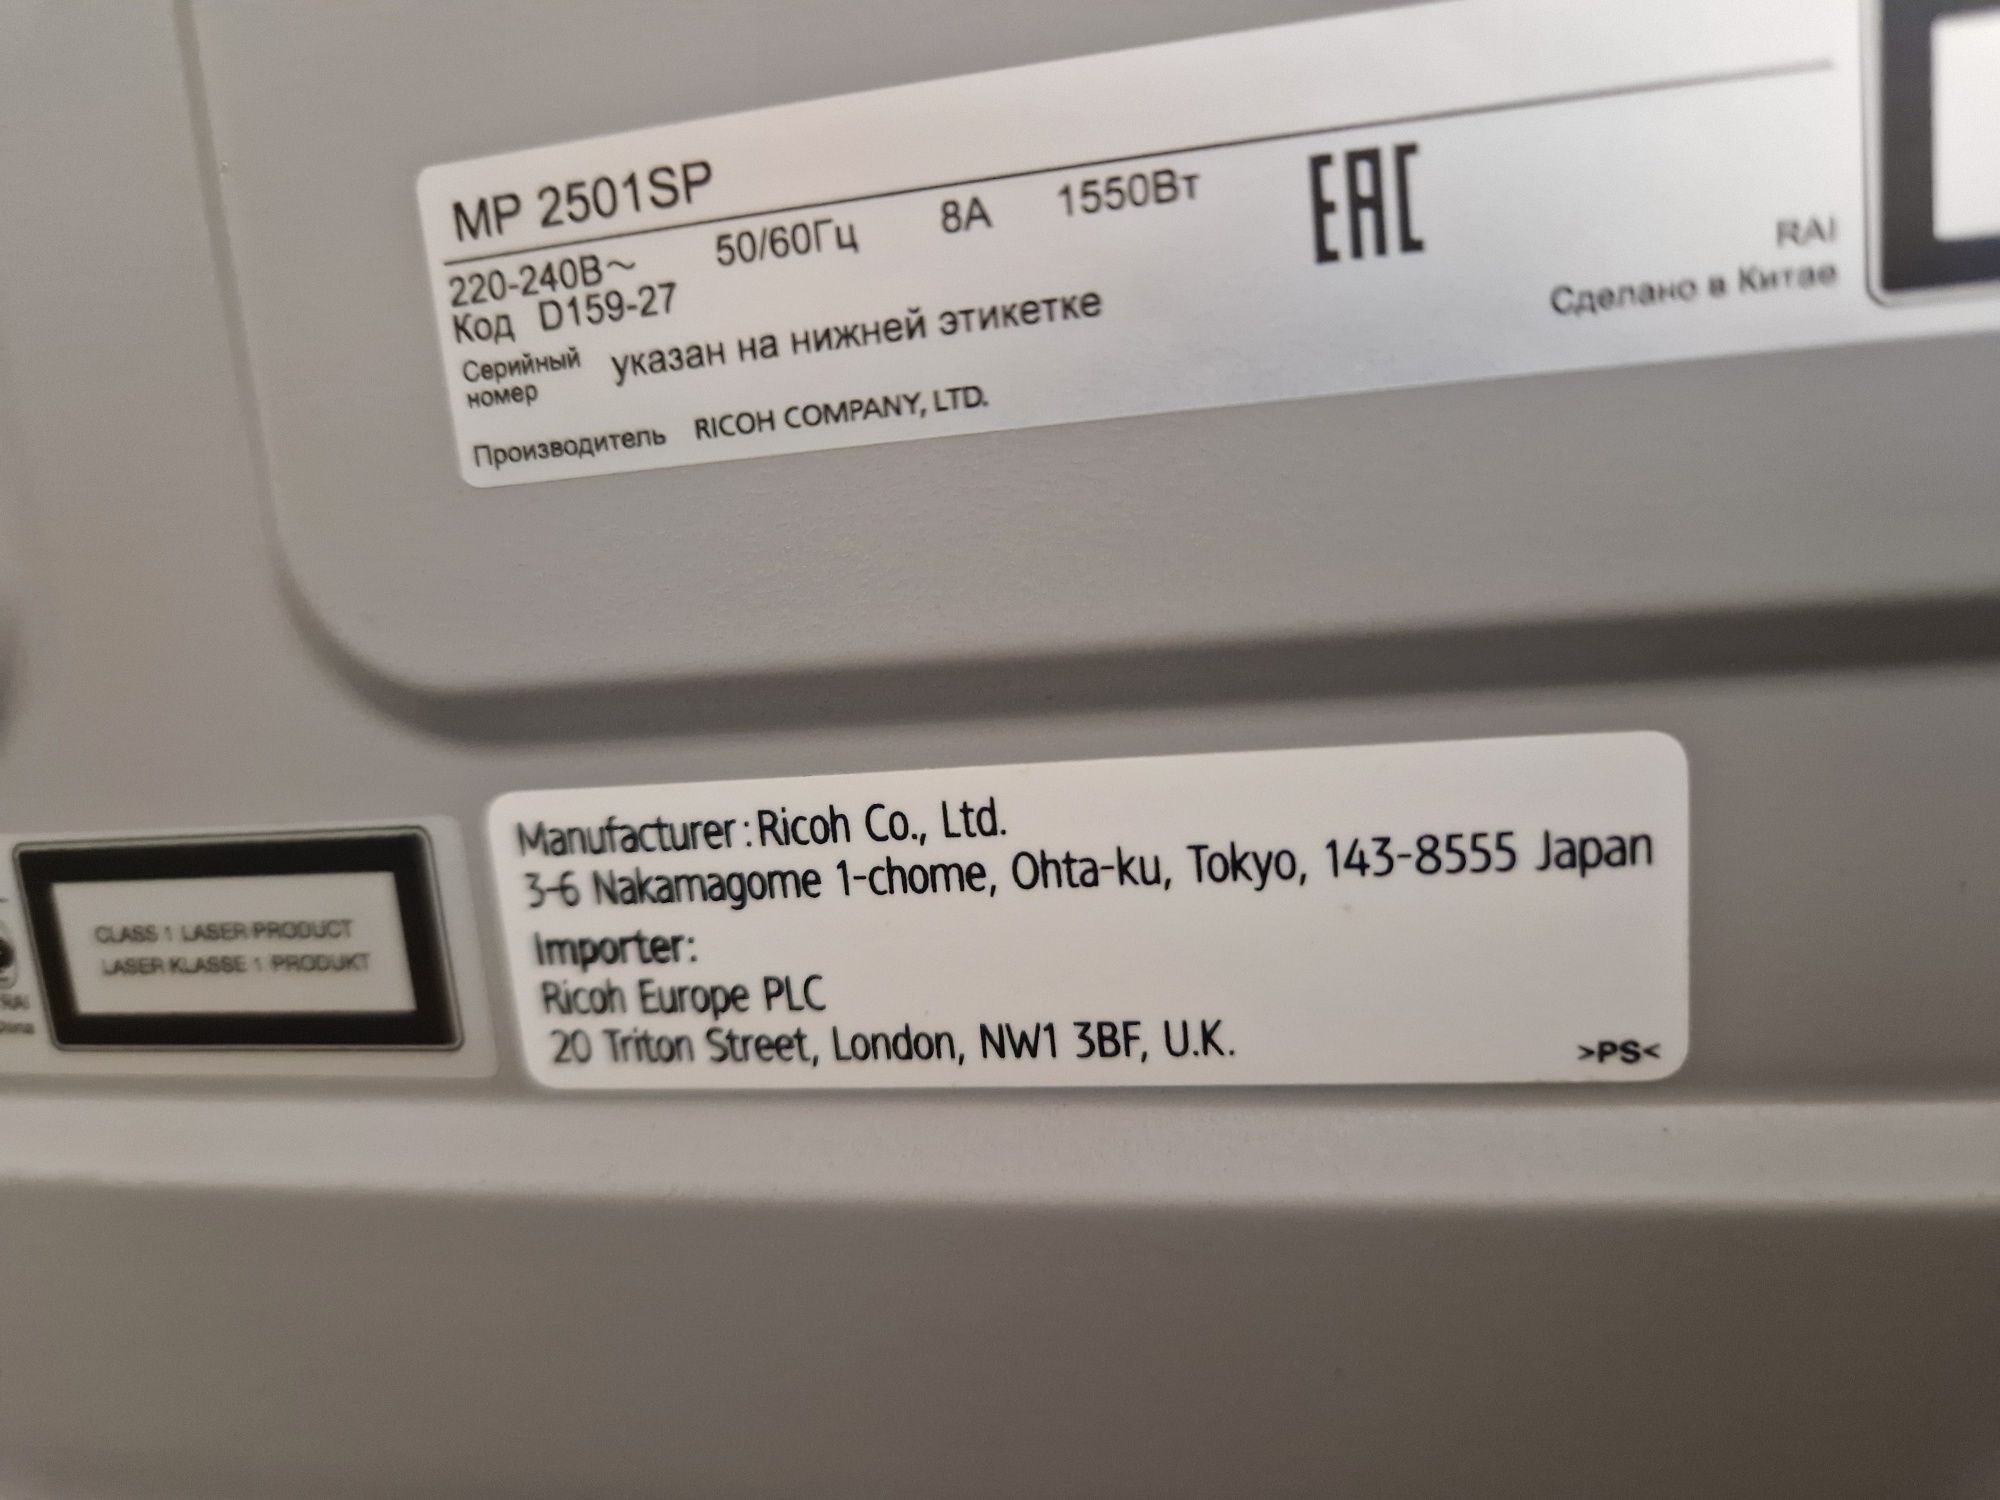 MP 2501SP
220-240В~ 50/60Гц 8А 1550Вт
Код D159-27
Серийный номер указан на нижней этикетке
Производитель RICOH COMPANY, LTD.
EAC
RAI
Сделано в Китае
CLASS 1 LASER PRODUCT
LASER KLASSE 1 PRODUKT
RAI
Manufacturer: Ricoh Co., Ltd.
3-6 Nakamagome 1-chome, Ohta-ku, Tokyo, 143-8555 Japan
Importer:
Ricoh Europe PLC
20 Triton Street, London, NW1 3BF, U.K.
>PS<